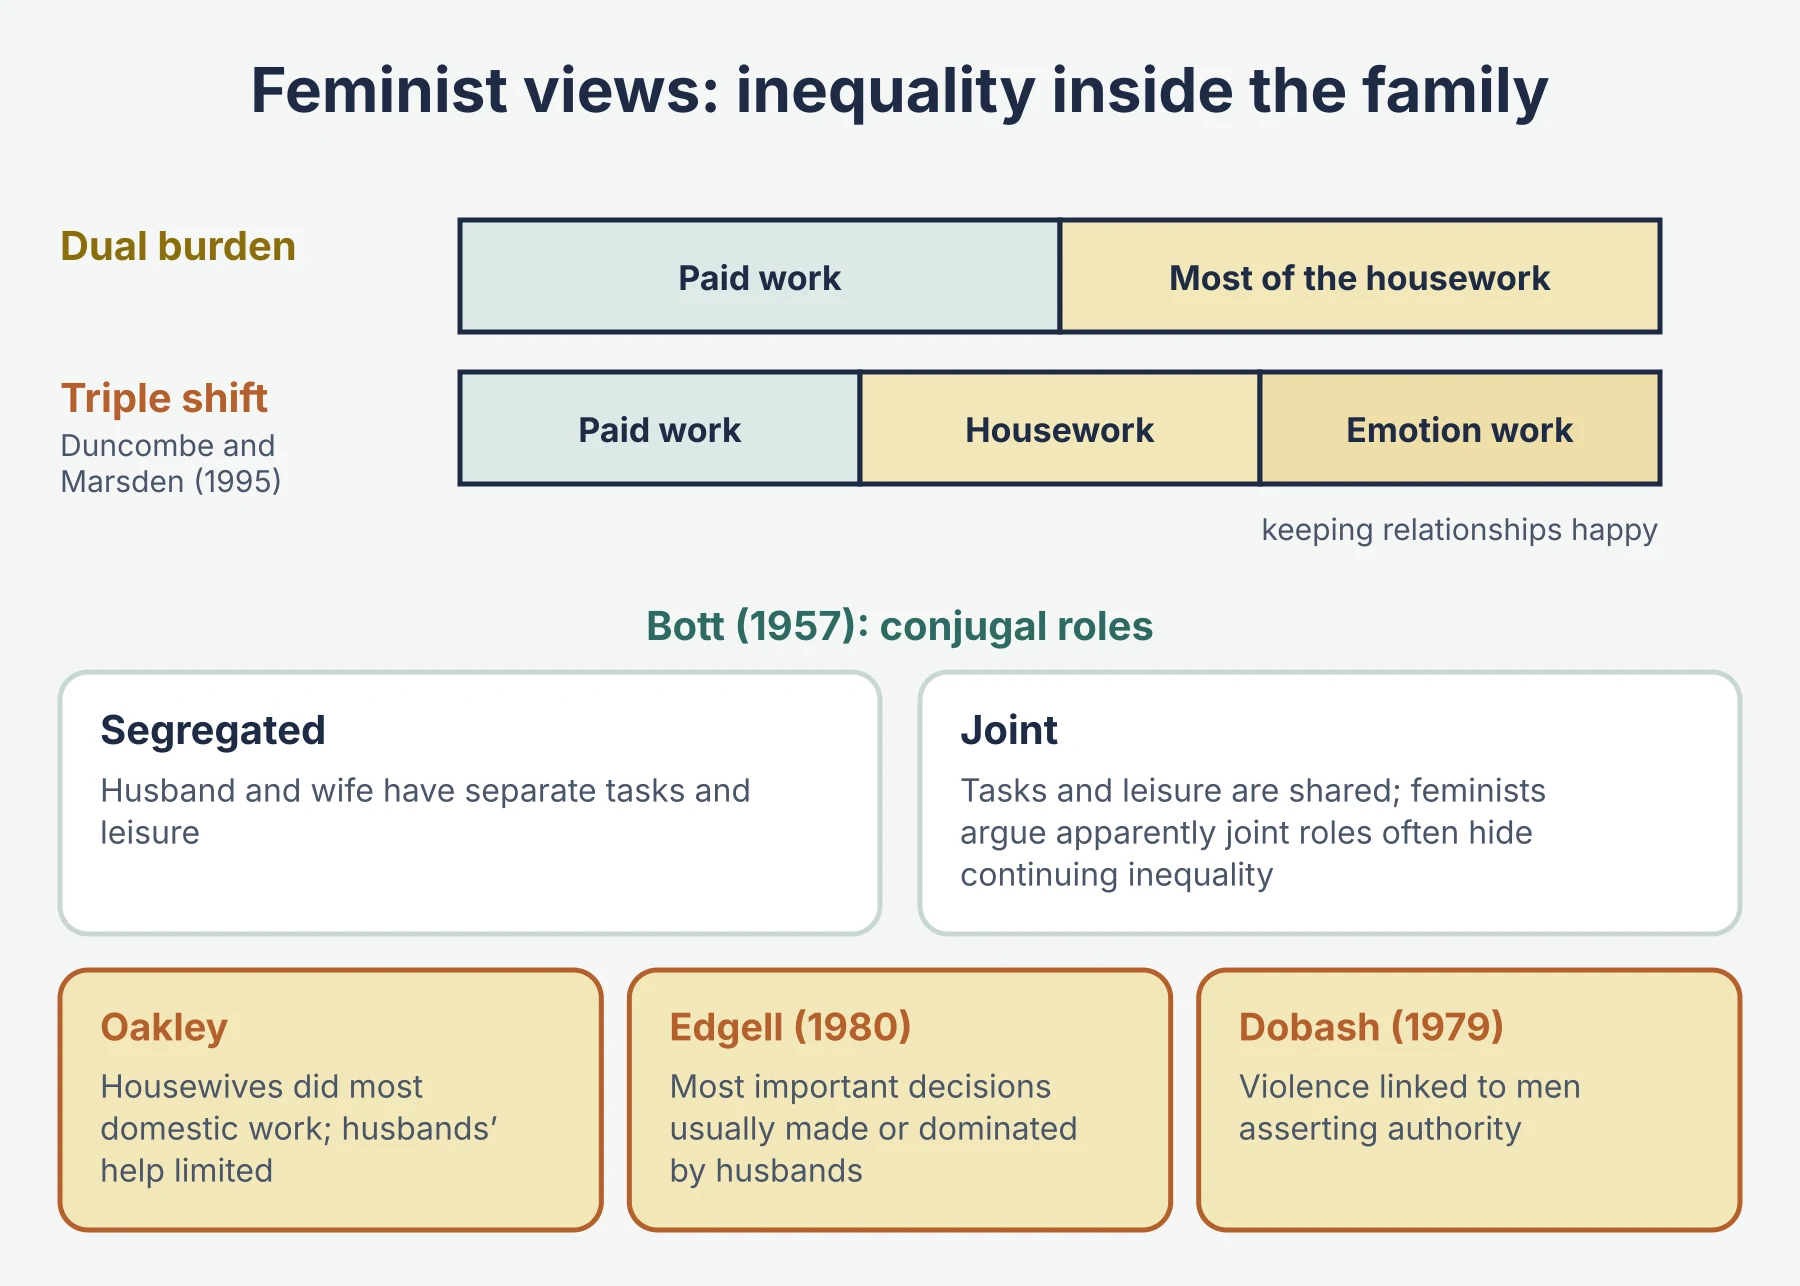 Feminist views: inequality inside the family
Dual burden
Paid work
Most of the housework
Triple shift
Duncombe and
Marsden (1995)
Paid work
Housework
Emotion work
keeping relationships happy
Bott (1957): conjugal roles
Segregated
Husband and wife have separate tasks and
leisure
Joint
Tasks and leisure are shared; feminists
argue apparently joint roles often hide
continuing inequality
Oakley
Housewives did most
domestic work; husbands’
help limited
Edgell (1980)
Most important decisions
usually made or dominated
by husbands
Dobash (1979)
Violence linked to men
asserting authority